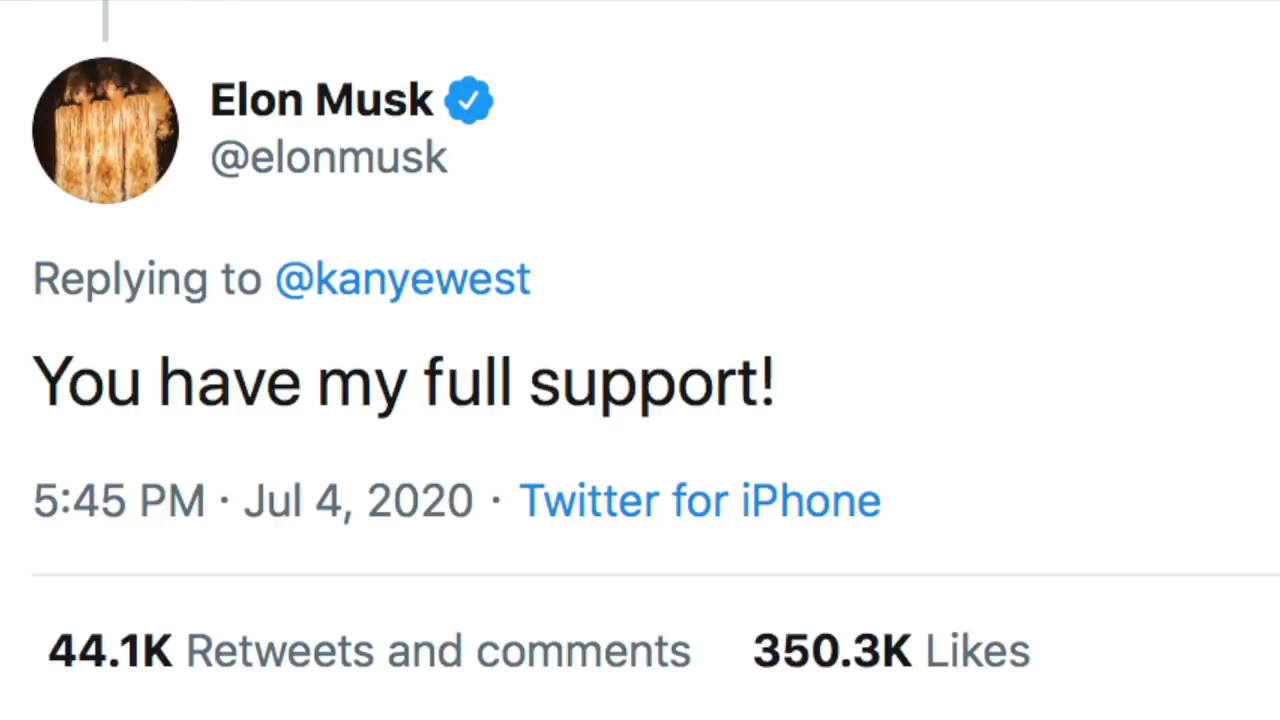 Elon Musk
@elonmusk
Replying to @kanyewest
You have my full support!
5:45 PM · Jul 4, 2020 · Twitter for iPhone
44.1K Retweets and comments 350.3K Likes